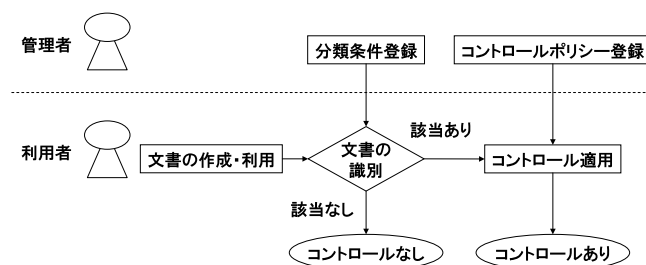 管理者
分類条件登録
コントロールポリシー登録
利用者
文書の作成・利用
文書の
識別
該当あり
コントロール適用
該当なし
コントロールなし
コントロールあり